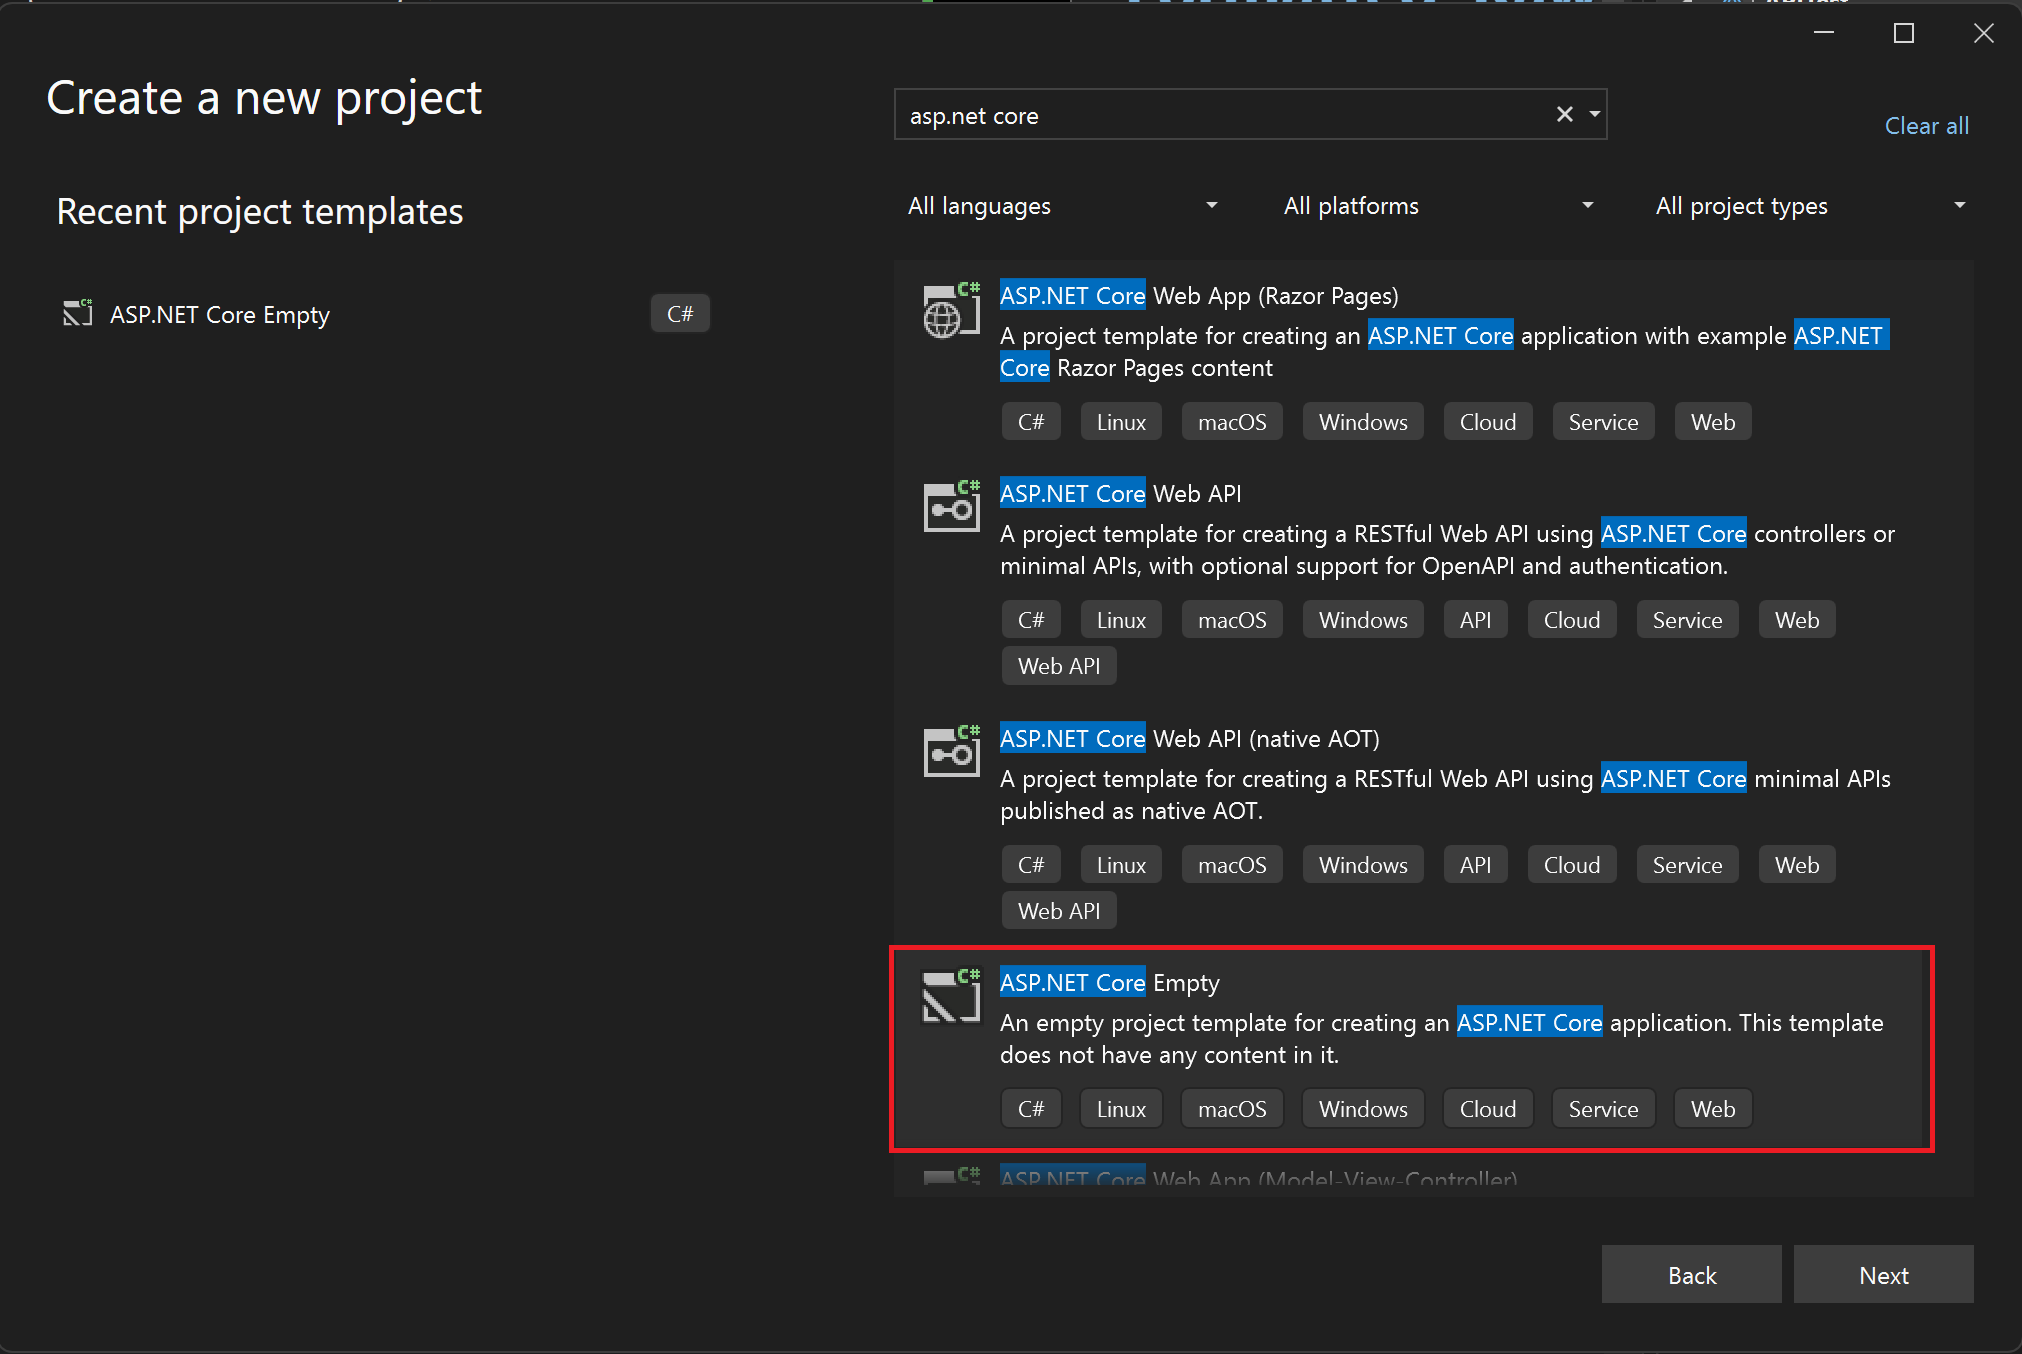 Create a new project
asp.net core
Clear all
Recent project templates
All languages
All platforms
All project types
C#
ASP.NET Core Empty
C#
C#
ASP.NET Core Web App (Razor Pages)
A project template for creating an ASP.NET Core application with example ASP.NET
Core Razor Pages content
C# Linux macOS Windows Cloud Service Web
C#
ASP.NET Core Web API
A project template for creating a RESTful Web API using ASP.NET Core controllers or
minimal APIs, with optional support for OpenAPI and authentication.
C# Linux macOS Windows API Cloud Service Web
Web API
C#
ASP.NET Core Web API (native AOT)
A project template for creating a RESTful Web API using ASP.NET Core minimal APIs
published as native AOT.
C# Linux macOS Windows API Cloud Service Web
Web API
C#
ASP.NET Core Empty
An empty project template for creating an ASP.NET Core application. This template
does not have any content in it.
C# Linux macOS Windows Cloud Service Web
C#
ASP.NET Core Web App (Model-View-Controller)
Back
Next